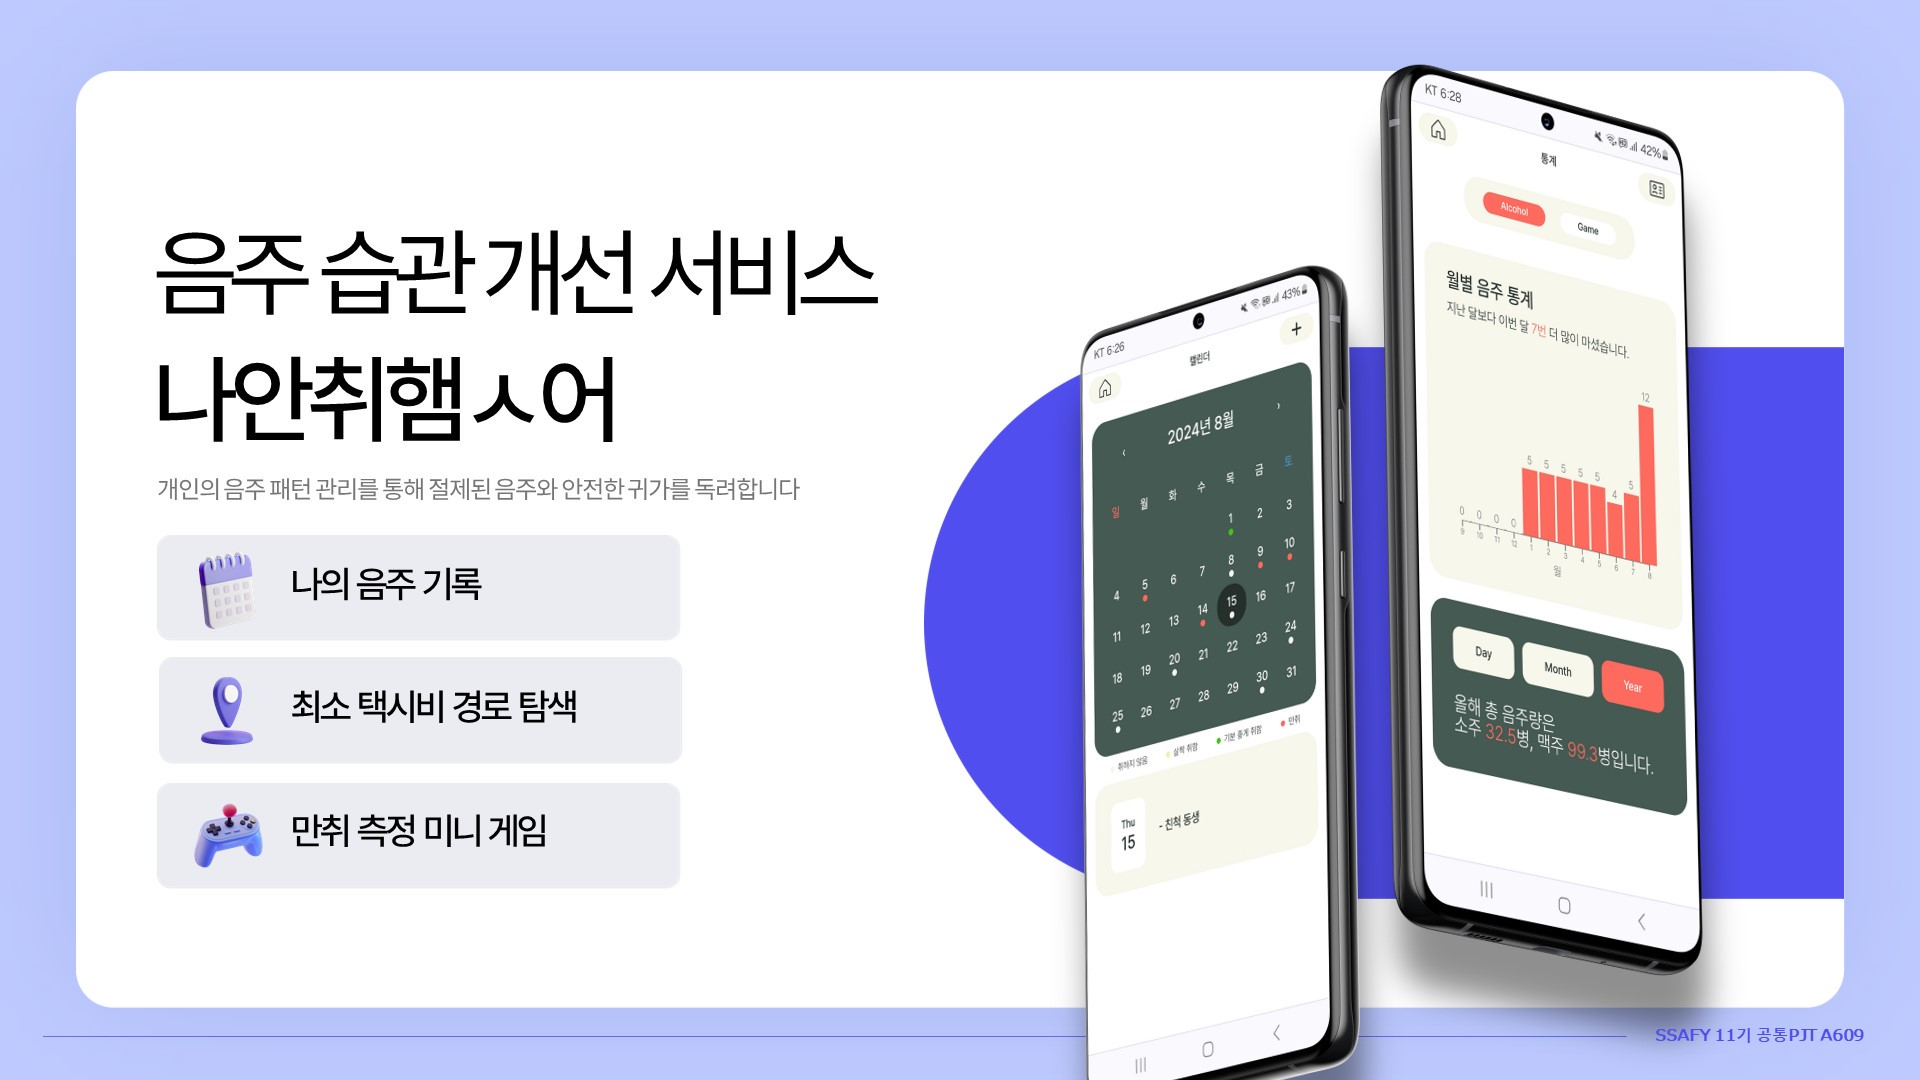 음주 습관 개선 서비스
나안취햄ㅅ어
개인의 음주 패턴 관리를 통해 절제된 음주와 안전한 귀가를 독려합니다
나의 음주 기록
최소 택시비 경로 탐색
만취 측정 미니 게임
KT 6:26
43%
캘린더
+
2024년 8월
일 월 화 수 목 금 토
1 2 3
4 5 6 7 8 9 10
11 12 13 14 15 16 17
18 19 20 21 22 23 24
25 26 27 28 29 30 31
취하지 않음 살짝 취함 기분 좋게 취함 만취
Thu
15
- 친척 동생
KT 6:28
42%
통계
Alcohol Game
월별 음주 통계
지난 달보다 이번 달 7번 더 많이 마셨습니다.
0 0 0 0 5 5 5 5 5 4 5 12
9 10 11 12 1 2 3 4 5 6 7 8
월
Day Month Year
올해 총 음주량은
소주 32.5병, 맥주 99.3병입니다.
SSAFY 11기 공통PJT A609